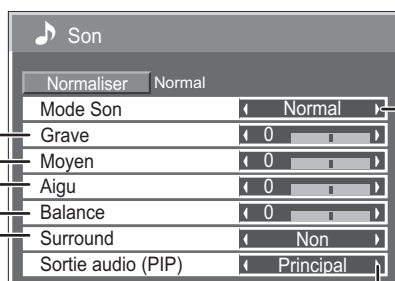 Son
Normaliser Normal
Mode Son Normal
Grave 0
Moyen 0
Aigu 0
Balance 0
Surround Non
Sortie audio (PIP) Principal